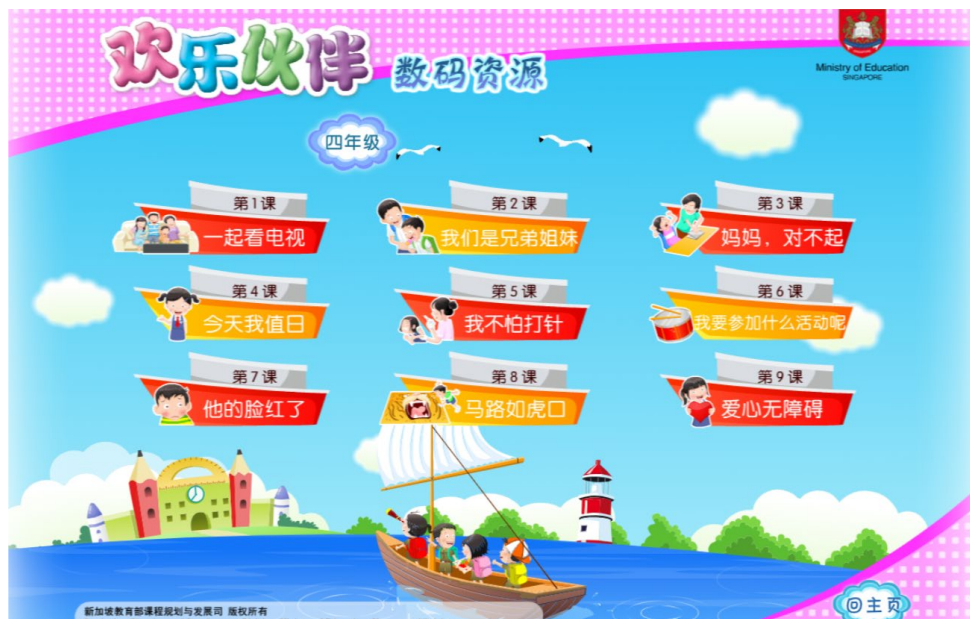 欢乐伙伴 数码资源
Ministry of Education
SINGAPORE
四年级
第1课
一起看电视
第2课
我们是兄弟姐妹
第3课
妈妈，对不起
第4课
今天我值日
第5课
我不怕打针
第6课
我要参加什么活动呢
第7课
他的脸红了
第8课
马路如虎口
第9课
爱心无障碍
新加坡教育部课程规划与发展司 版权所有
回主页